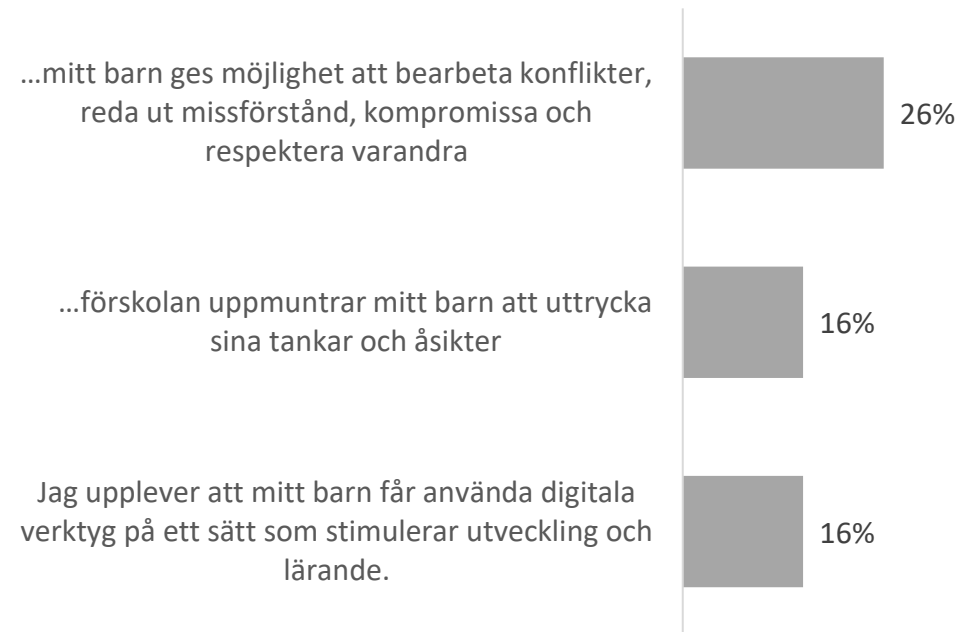 …mitt barn ges möjlighet att bearbeta konflikter,
reda ut missförstånd, kompromissa och
respektera varandra
26%
…förskolan uppmuntrar mitt barn att uttrycka
sina tankar och åsikter
16%
Jag upplever att mitt barn får använda digitala
verktyg på ett sätt som stimulerar utveckling och
lärande.
16%